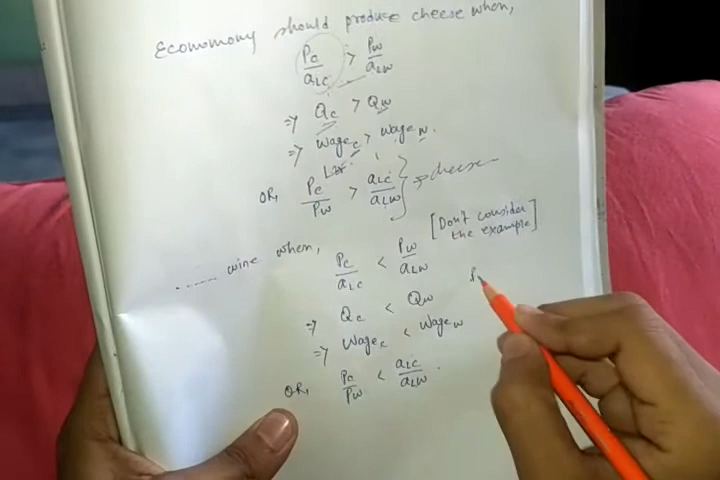 Econommy should produce cheese when,
Pc/aLC > Pw/aLW
=> Qc > Qw
=> wagec > wagew.
OR, Pc/Pw > aLC/aLW } → cheese
[Don't consider the example]
...... wine when, Pc/aLC < Pw/aLW
=> Qc < Qw
=> Wagec < Wagew
OR, Pc/Pw < aLC/aLW.